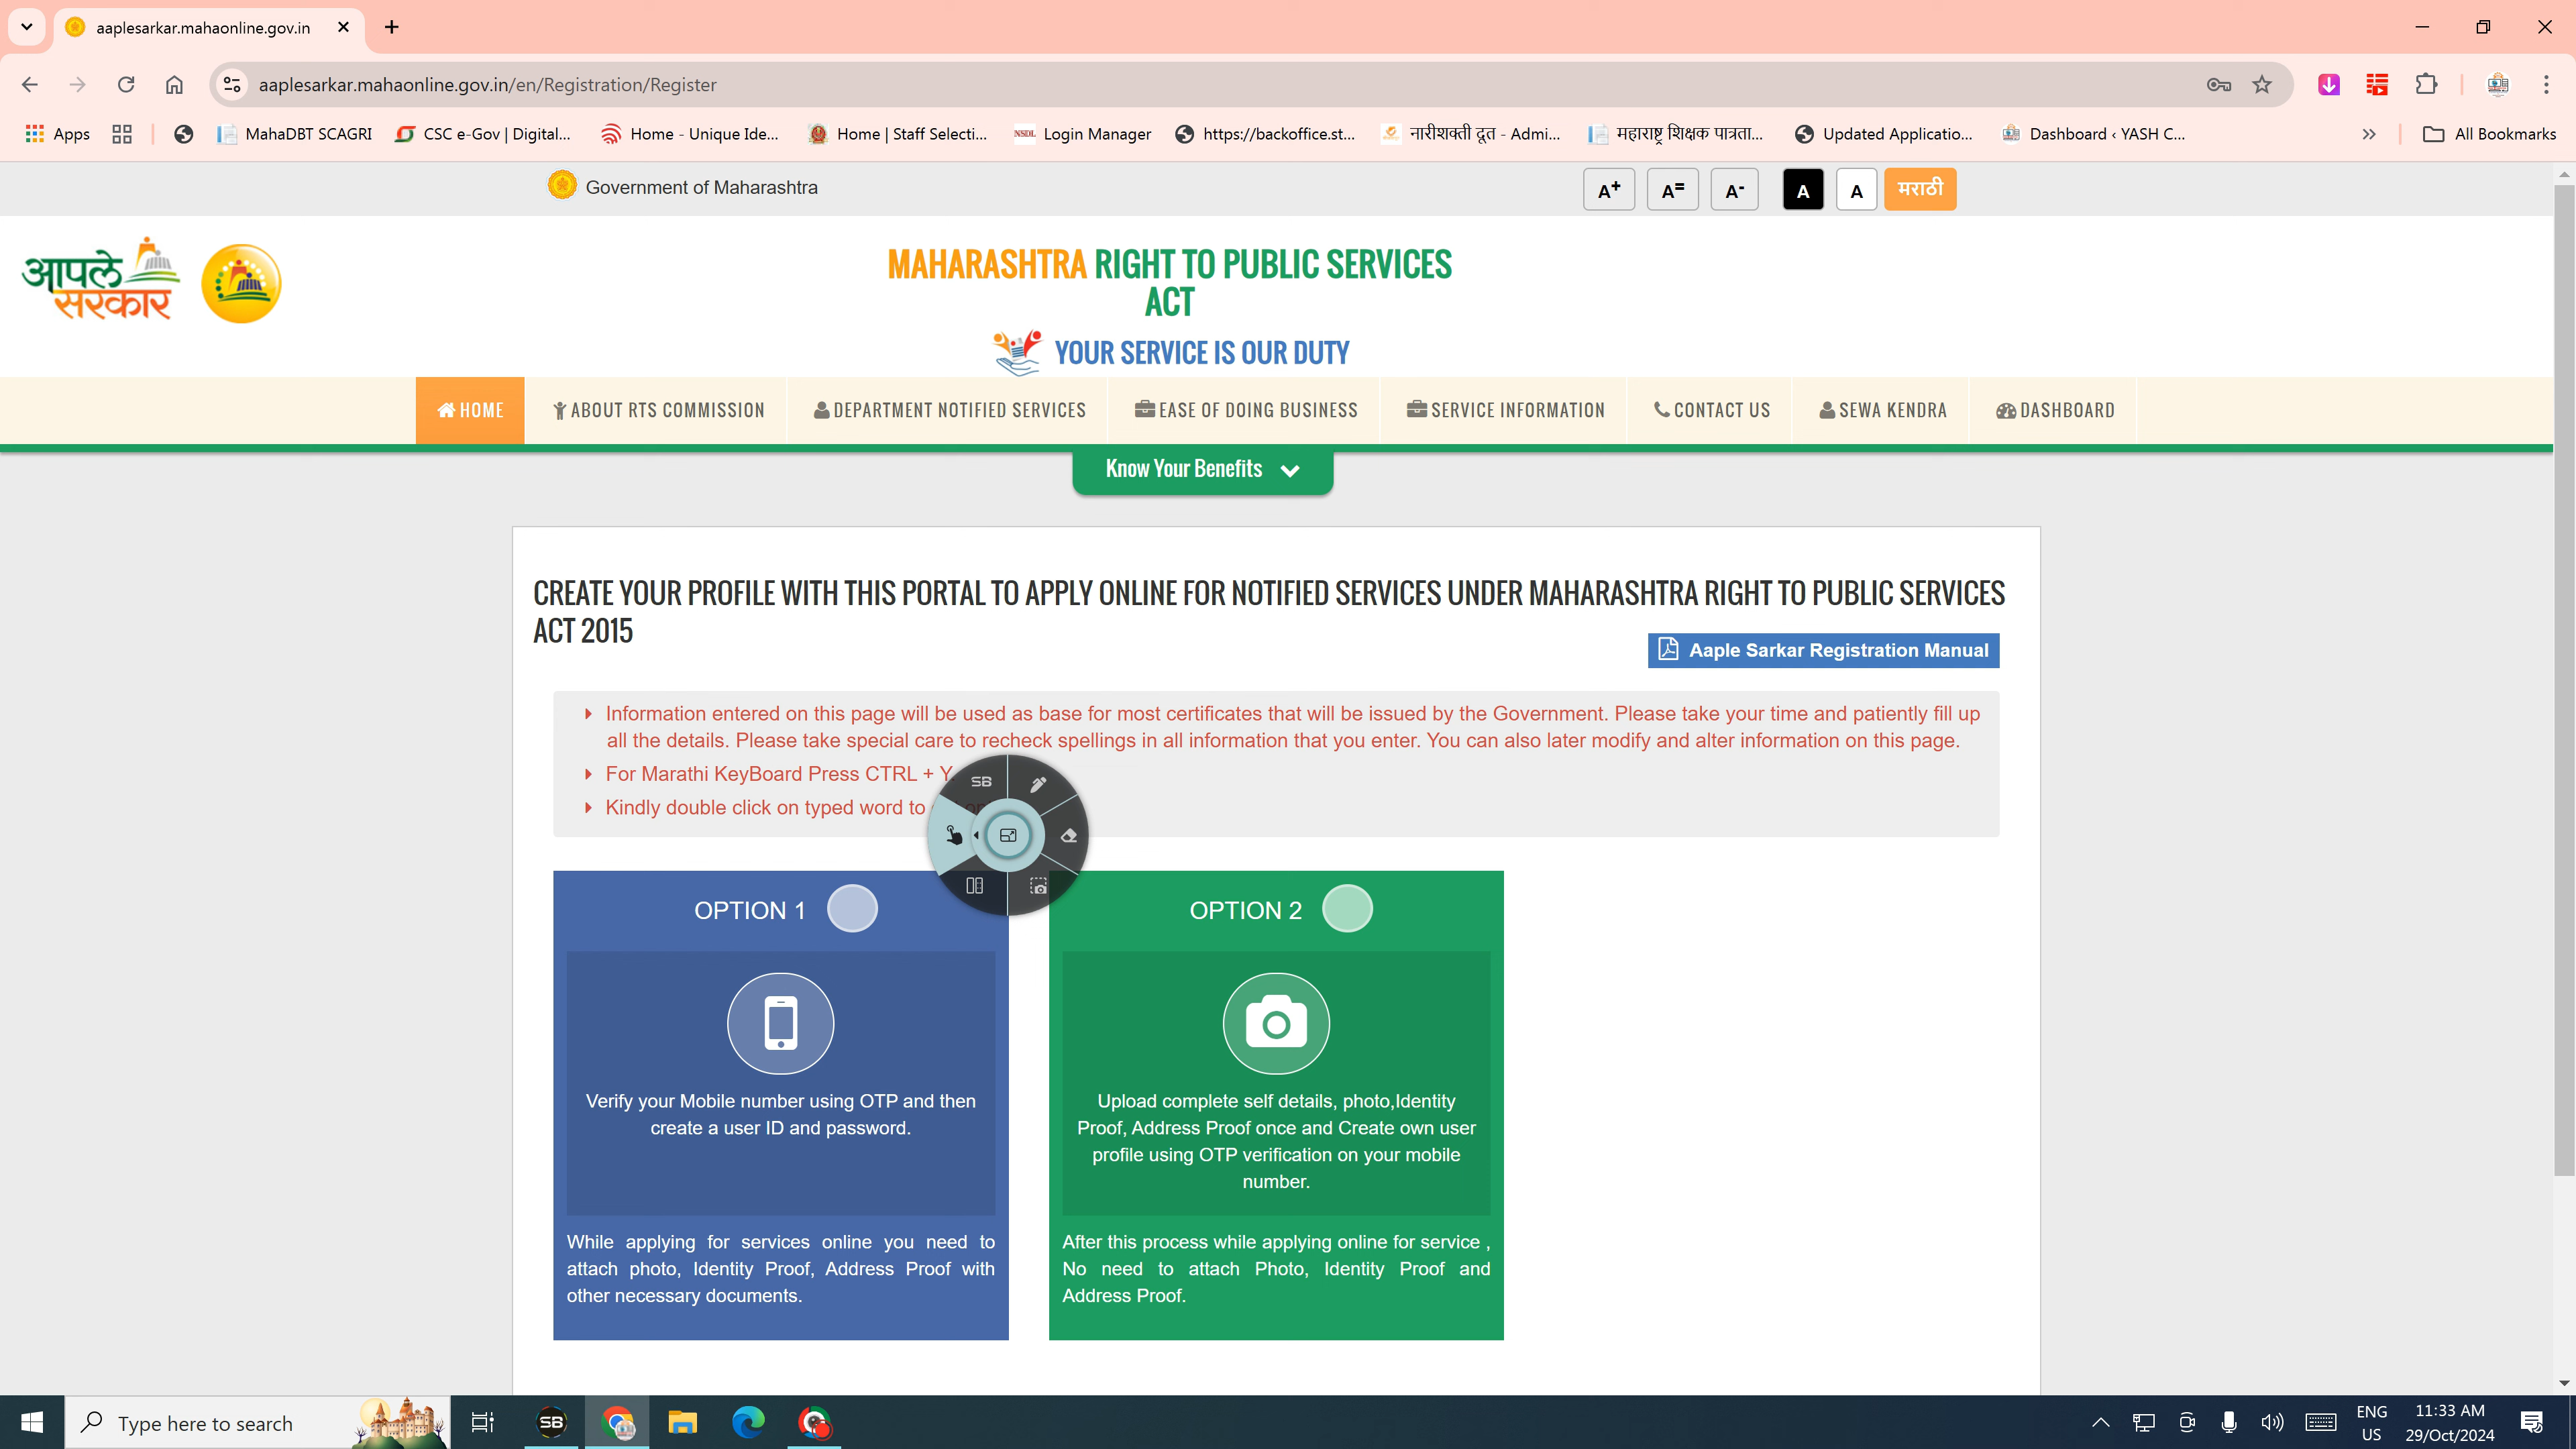 aaplesarkar.mahaonline.gov.in
aaplesarkar.mahaonline.gov.in/en/Registration/Register
Apps MahaDBT SCAGRI CSC e-Gov | Digital... Home - Unique Ide... Home | Staff Selecti... NSDL Login Manager https://backoffice.st... नारीशक्ती दूत - Admi... महाराष्ट्र शिक्षक पात्रता... Updated Applicatio... Dashboard ‹ YASH C... All Bookmarks
Government of Maharashtra A+ A= A- A A मराठी
आपले
सरकार
MAHARASHTRA RIGHT TO PUBLIC SERVICES
ACT
YOUR SERVICE IS OUR DUTY
HOME ABOUT RTS COMMISSION DEPARTMENT NOTIFIED SERVICES EASE OF DOING BUSINESS SERVICE INFORMATION CONTACT US SEWA KENDRA DASHBOARD
Know Your Benefits
CREATE YOUR PROFILE WITH THIS PORTAL TO APPLY ONLINE FOR NOTIFIED SERVICES UNDER MAHARASHTRA RIGHT TO PUBLIC SERVICES
ACT 2015
Aaple Sarkar Registration Manual
Information entered on this page will be used as base for most certificates that will be issued by the Government. Please take your time and patiently fill up
all the details. Please take special care to recheck spellings in all information that you enter. You can also later modify and alter information on this page.
For Marathi KeyBoard Press CTRL + Y.
Kindly double click on typed word to
SB
OPTION 1
Verify your Mobile number using OTP and then
create a user ID and password.
While applying for services online you need to
attach photo, Identity Proof, Address Proof with
other necessary documents.
OPTION 2
Upload complete self details, photo,Identity
Proof, Address Proof once and Create own user
profile using OTP verification on your mobile
number.
After this process while applying online for service ,
No need to attach Photo, Identity Proof and
Address Proof.
Type here to search
SB
ENG
US
11:33 AM
29/Oct/2024